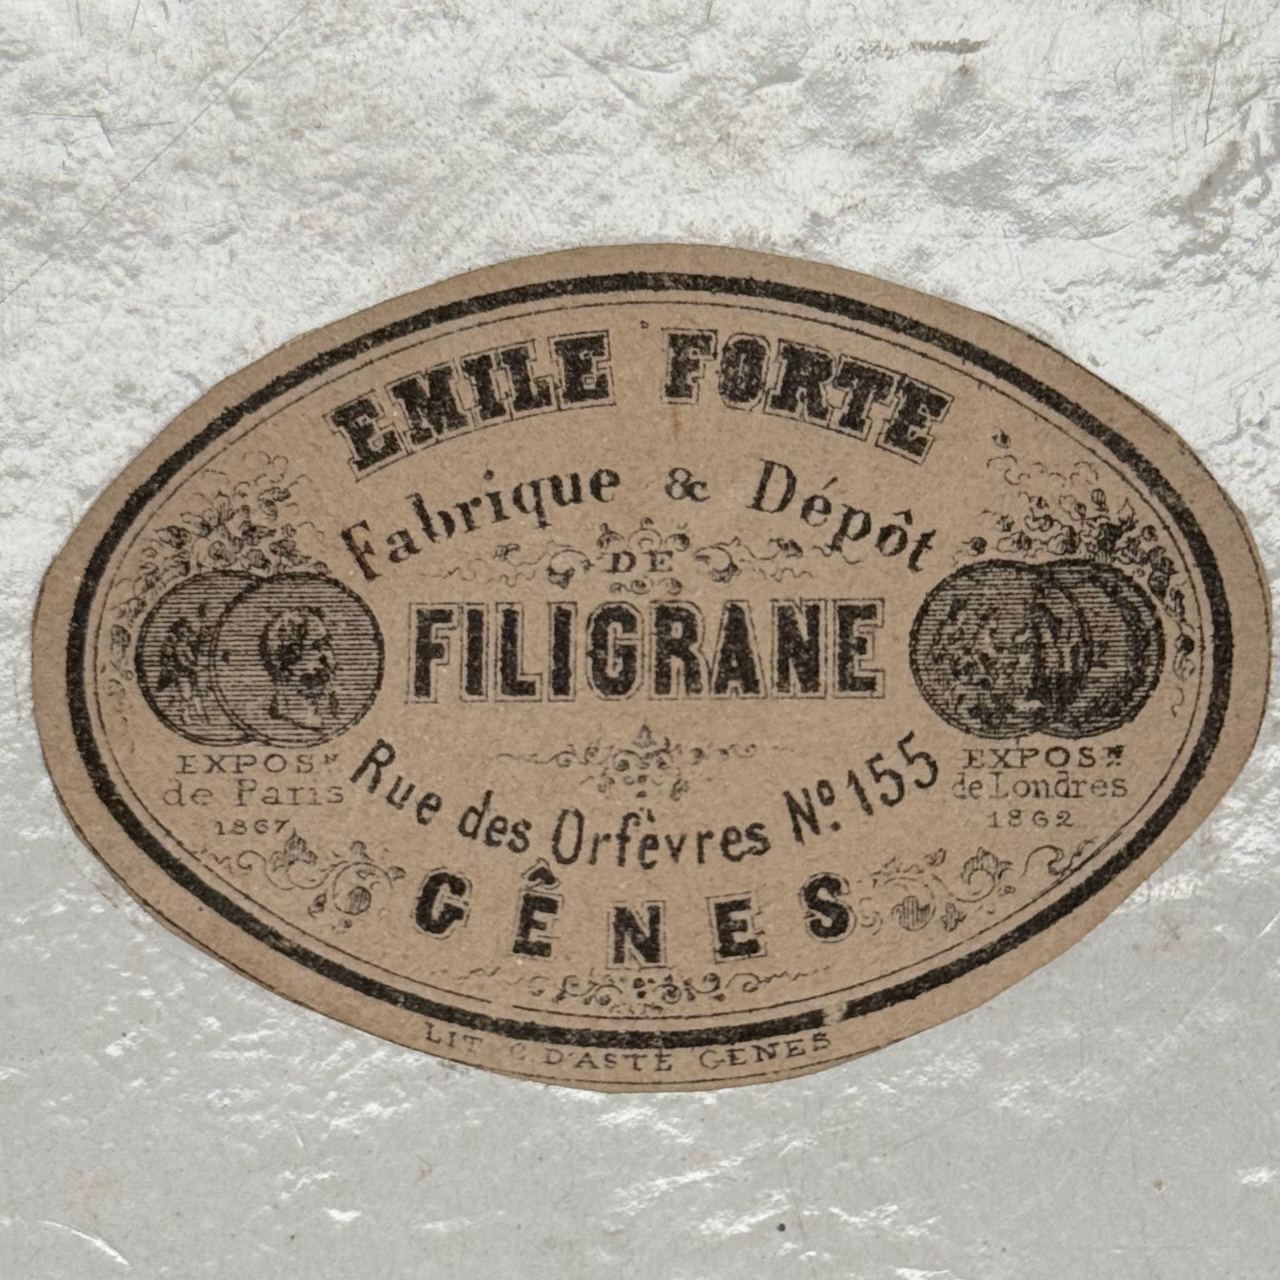 EMILE FORTE
Fabrique & Dépôt
DE
FILIGRANE
EXPOSN
de Paris
1867
EXPOSN
de Londres
1862
Rue des Orfèvres Nº 155
GÊNES
LIT D'ASTE GENES